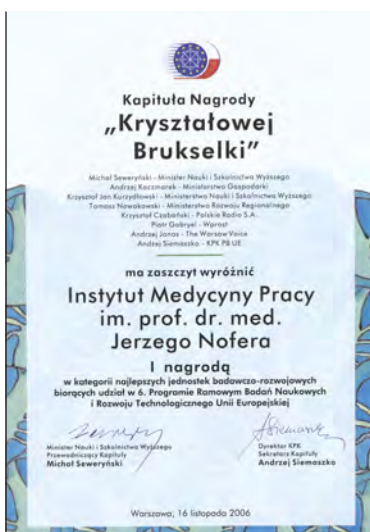 Kapituła Nagrody
„Kryształowej
Brukselki”
Michał Seweryński - Minister Nauki i Szkolnictwa Wyższego
Andrzej Kaczmarek - Ministerstwo Gospodarki
Krzysztof Jan Kurzydłowski - Ministerstwo Nauki i Szkolnictwa Wyższego
Tomasz Nowakowski - Ministerstwo Rozwoju Regionalnego
Krzysztof Czabański - Polskie Radio S.A.
Piotr Gabryel - Wprost
Andrzej Jonas - The Warsaw Voice
Andrzej Siemaszko - KPK PB UE
ma zaszczyt wyróżnić
Instytut Medycyny Pracy
im. prof. dr. med.
Jerzego Nofera
I nagrodą
w kategorii najlepszych jednostek badawczo-rozwojowych
biorących udział w 6. Programie Ramowym Badań Naukowych
i Rozwoju Technologicznego Unii Europejskiej
Minister Nauki i Szkolnictwa Wyższego
Przewodniczący Kapituły
Michał Seweryński
Dyrektor KPK
Sekretarz Kapituły
Andrzej Siemaszko
Warszawa, 16 listopada 2006